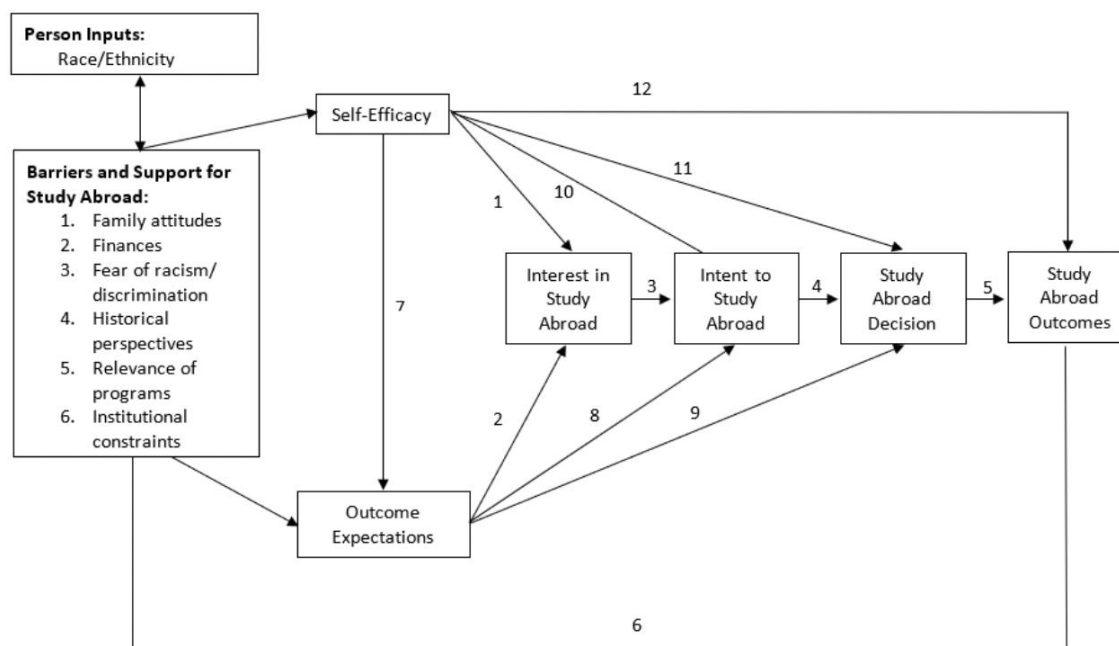 Person Inputs:
Race/Ethnicity
12
Self-Efficacy
Barriers and Support for
Study Abroad:
1. Family attitudes
2. Finances
3. Fear of racism/
discrimination
4. Historical
perspectives
5. Relevance of
programs
6. Institutional
constraints
11
1
10
7
Interest in
Study
Abroad
3
Intent to
Study
Abroad
4
Study
Abroad
Decision
5
Study
Abroad
Outcomes
2
8
9
Outcome
Expectations
6